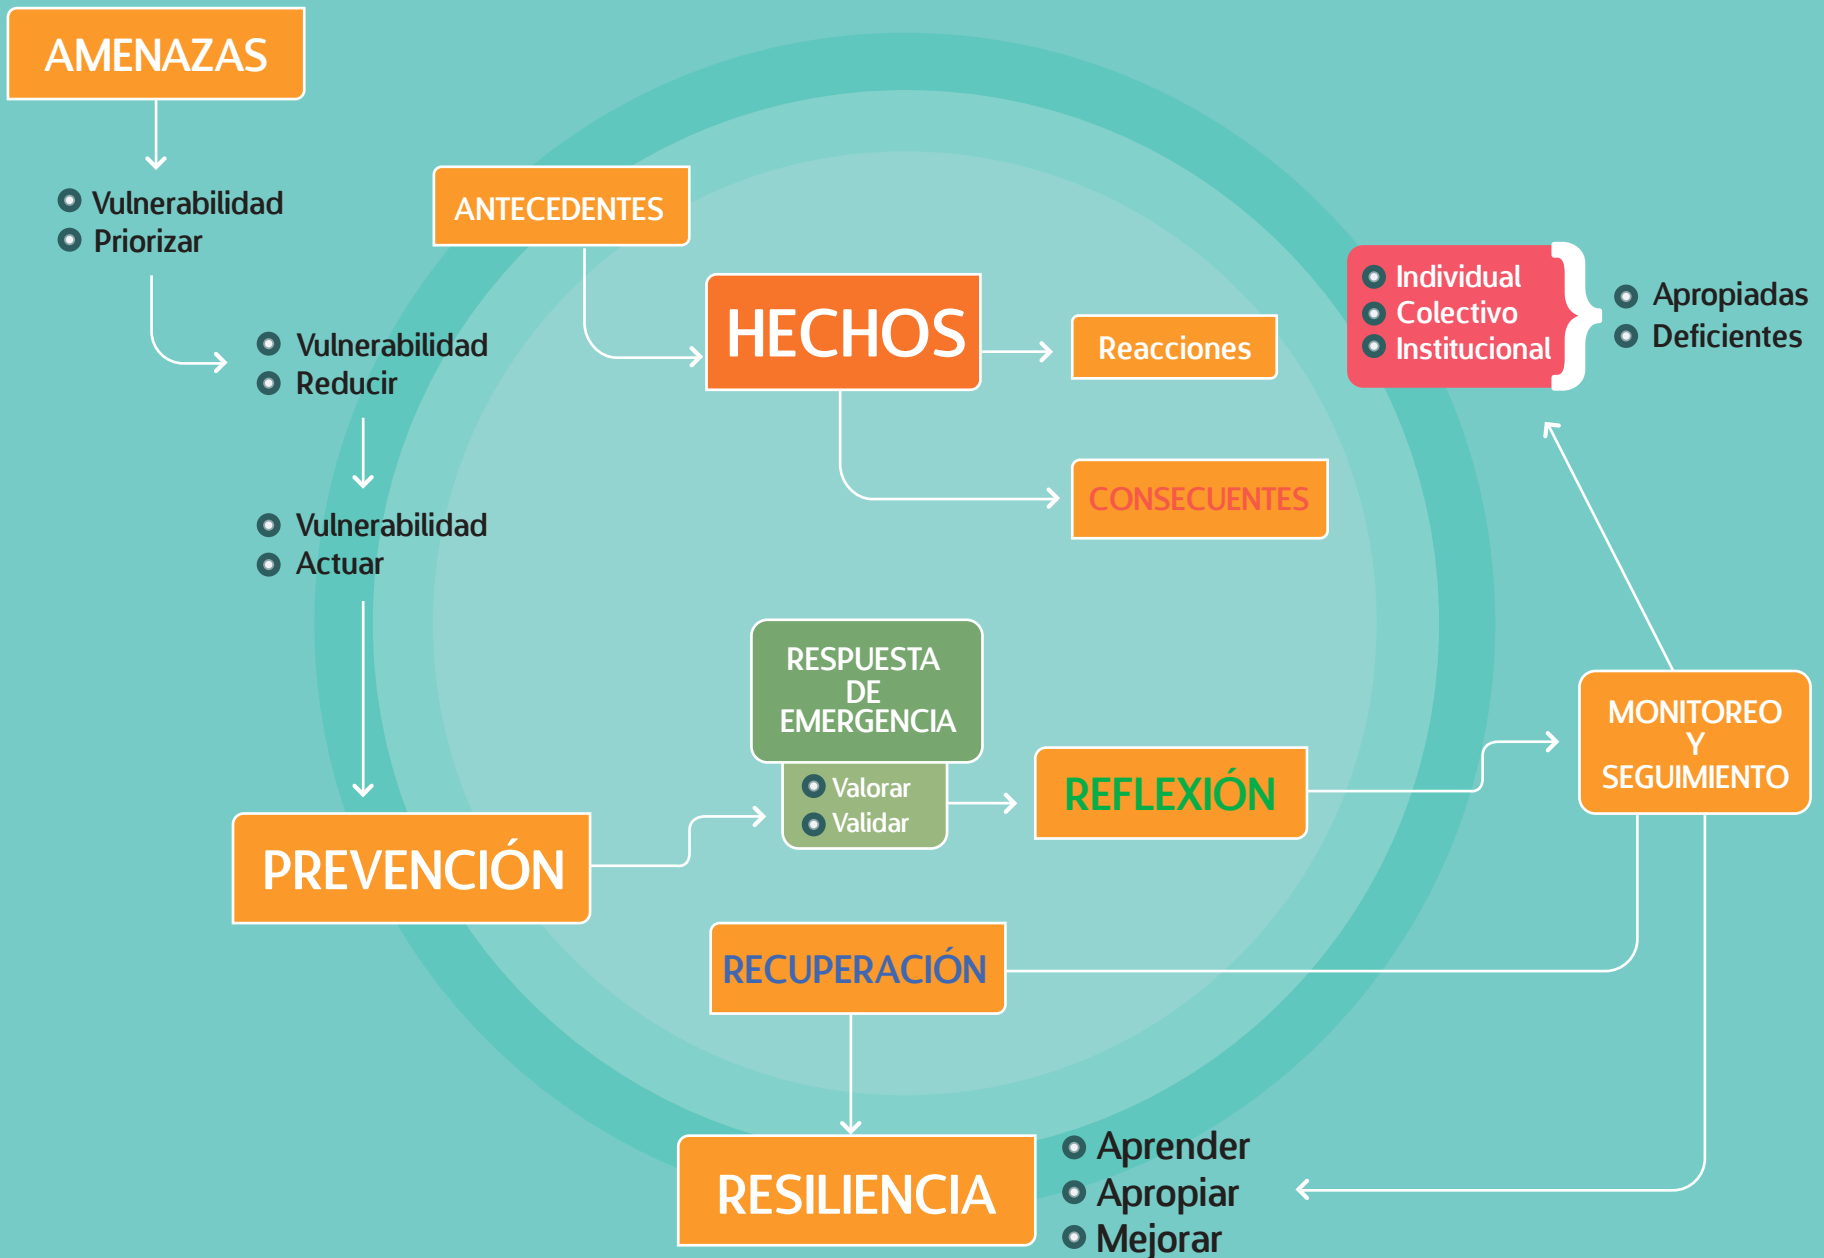 AMENAZAS
Vulnerabilidad
Priorizar
Vulnerabilidad
Reducir
Vulnerabilidad
Actuar
ANTECEDENTES
HECHOS
Reacciones
CONSECUENTES
Individual
Colectivo
Institucional
Apropiadas
Deficientes
PREVENCIÓN
RESPUESTA
DE
EMERGENCIA
Valorar
Validar
REFLEXIÓN
MONITOREO
Y
SEGUIMIENTO
RECUPERACIÓN
RESILIENCIA
Aprender
Apropiar
Mejorar